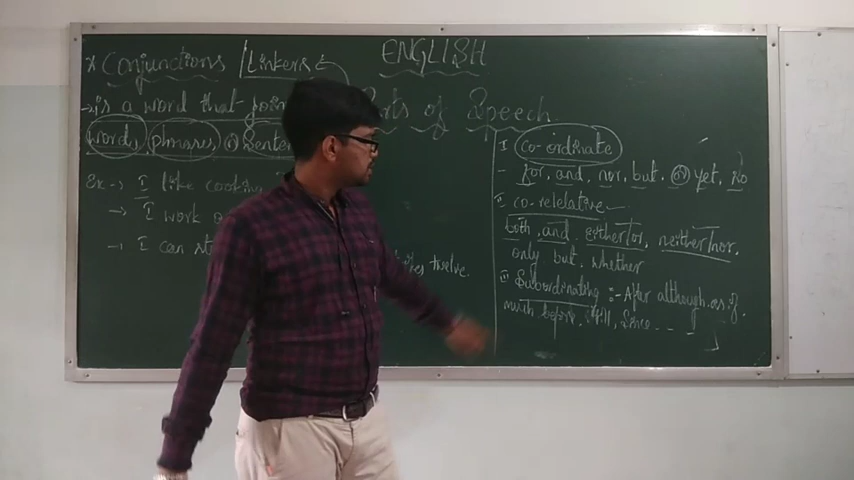 ENGLISH
* Conjunctions / Linkers
Parts of Speech
→ is a word that join
words, phrases (or) Senten
Ex → I like cookin
→ I work
→ I can st
twelve.
I co-ordinate
- For, and, nor, but, (or) yet, so
II co-relelative
both, and either/or, neither/nor.
only but. whether
III Subordinating :- After although. as. if.
much before, till, Since .. -